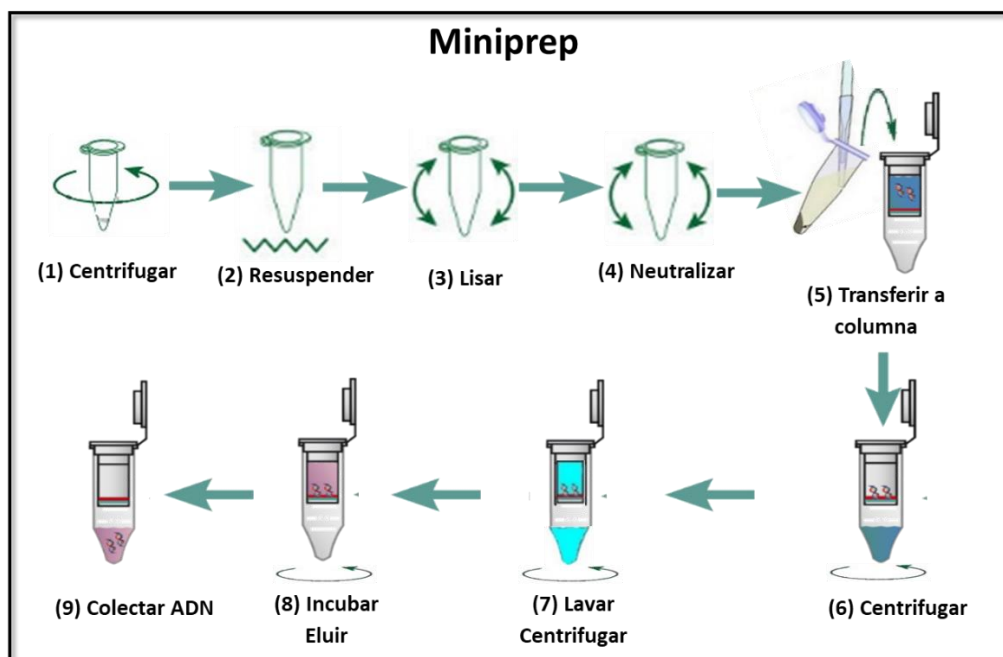 Miniprep
(1) Centrifugar
(2) Resuspender
(3) Lisar
(4) Neutralizar
(5) Transferir a
columna
(6) Centrifugar
(7) Lavar
Centrifugar
(8) Incubar
Eluir
(9) Colectar ADN